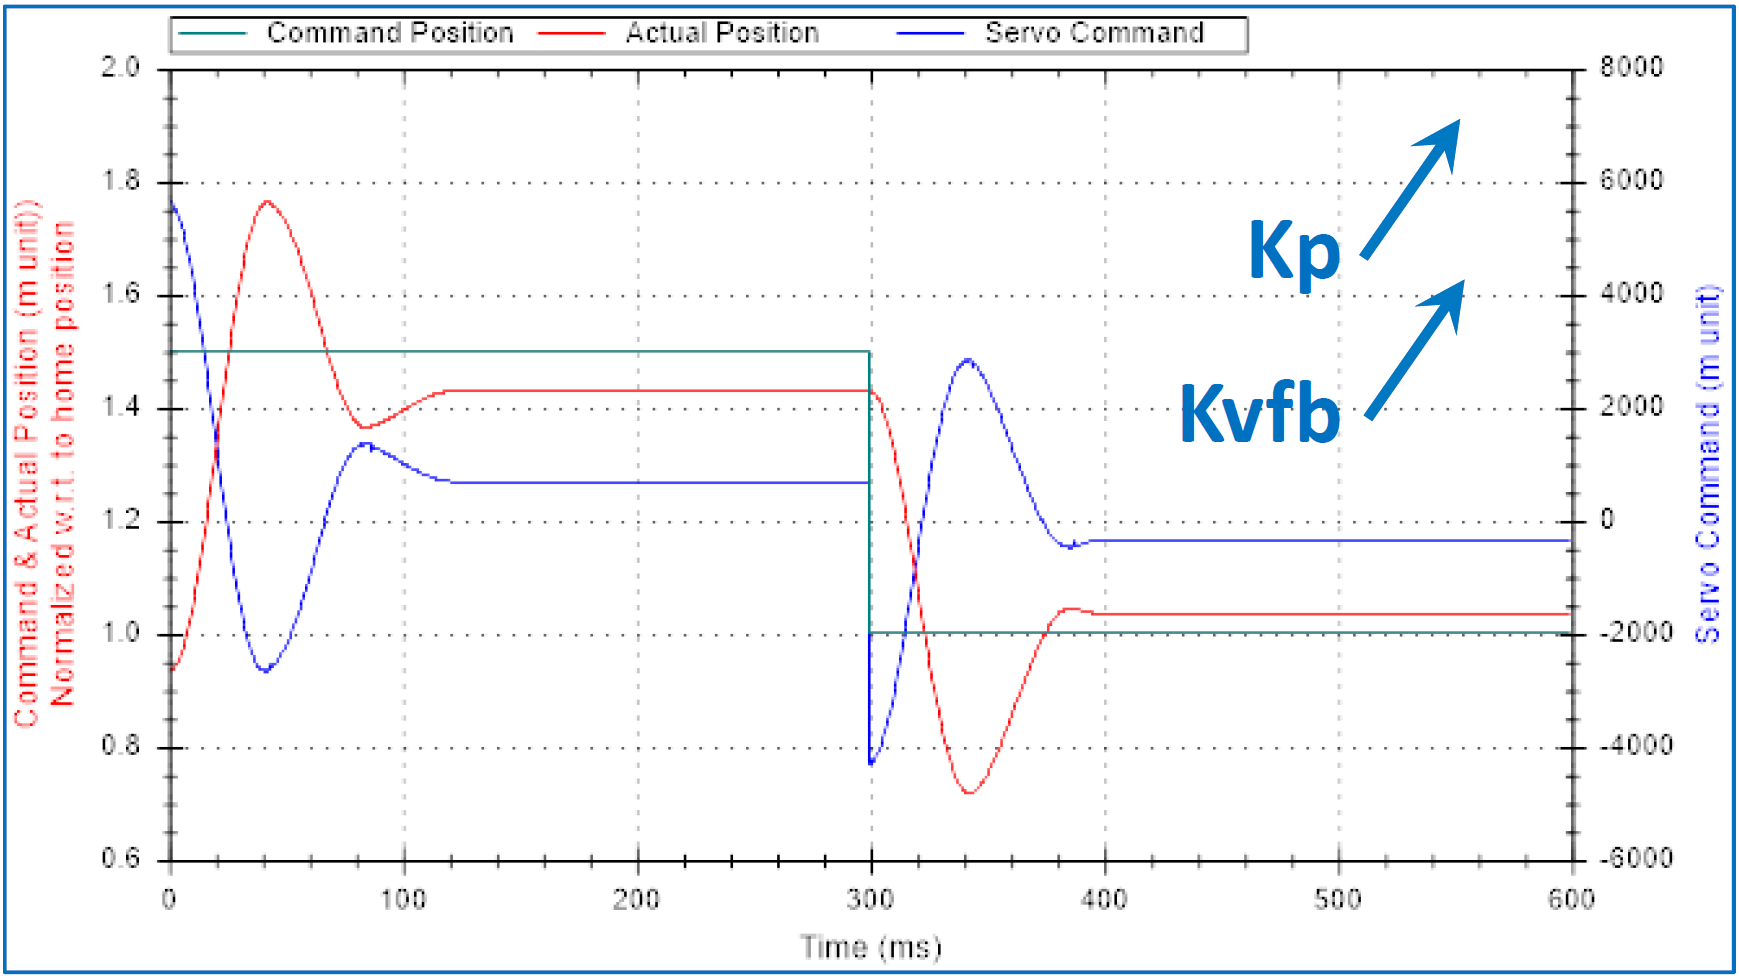 Command Position Actual Position Servo Command
2.0
1.8
1.6
1.4
1.2
1.0
0.8
0.6
8000
6000
4000
2000
0
-2000
-4000
-6000
Command & Actual Position (m unit))
Normalized w.r.t. to home position
Servo Command (m unit)
Kp
Kvfb
0 100 200 300 400 500 600
Time (ms)